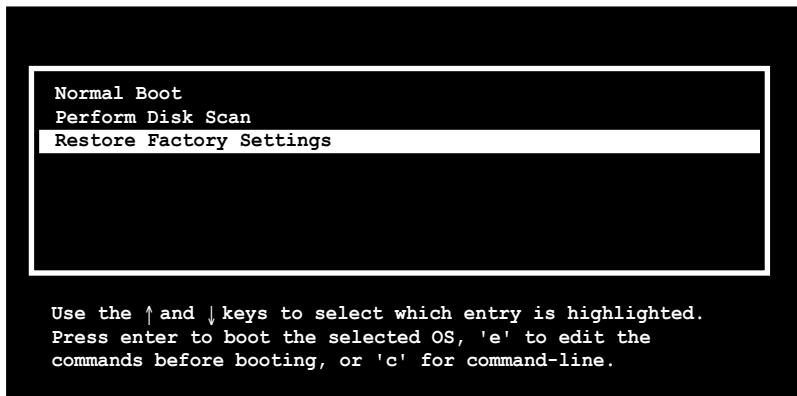 Normal Boot
Perform Disk Scan
Restore Factory Settings
Use the ↑ and ↓ keys to select which entry is highlighted.
Press enter to boot the selected OS, 'e' to edit the
commands before booting, or 'c' for command-line.